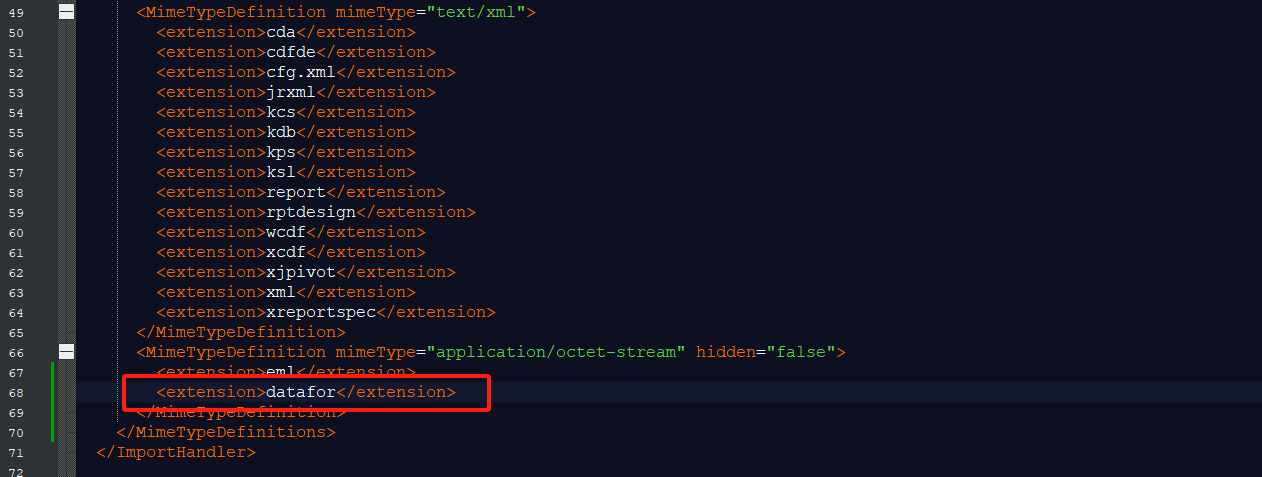 49 <MimeTypeDefinition mimeType="text/xml">
50 <extension>cda</extension>
51 <extension>cdfde</extension>
52 <extension>cfg.xml</extension>
53 <extension>jrxml</extension>
54 <extension>kcs</extension>
55 <extension>kdb</extension>
56 <extension>kps</extension>
57 <extension>ksl</extension>
58 <extension>report</extension>
59 <extension>rptdesign</extension>
60 <extension>wcdf</extension>
61 <extension>xcdf</extension>
62 <extension>xjpivot</extension>
63 <extension>xml</extension>
64 <extension>xreportspec</extension>
65 </MimeTypeDefinition>
66 <MimeTypeDefinition mimeType="application/octet-stream" hidden="false">
67 <extension>eml</extension>
68 <extension>datafor</extension>
69 </MimeTypeDefinition>
70 </MimeTypeDefinitions>
71 </ImportHandler>
72